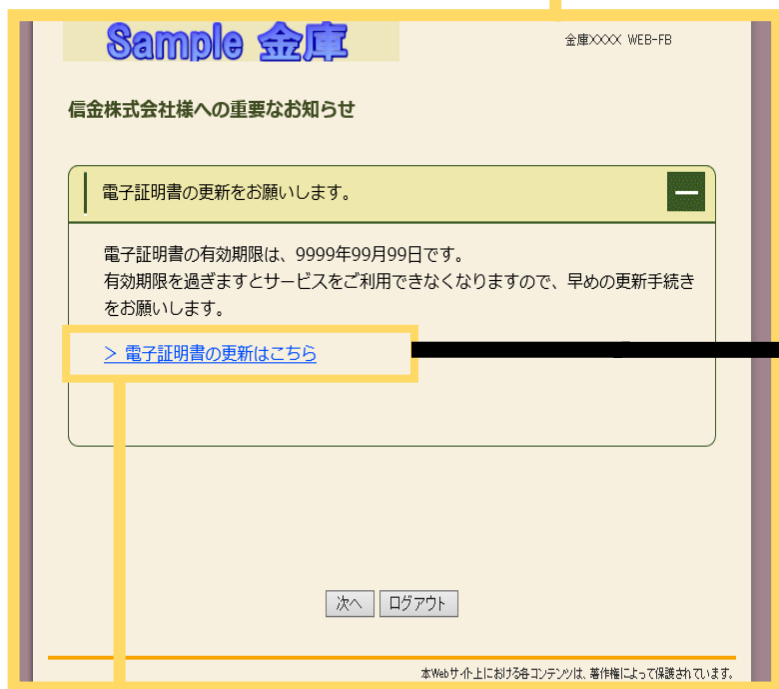 Sample 金庫
金庫XXXX WEB-FB
信金株式会社様への重要なお知らせ
電子証明書の更新をお願いします。
電子証明書の有効期限は、9999年99月99日です。
有効期限を過ぎますとサービスをご利用できなくなりますので、早めの更新手続き
をお願いします。
> 電子証明書の更新はこちら
次へ ログアウト
本Webサイト上における各コンテンツは、著作権によって保護されています。